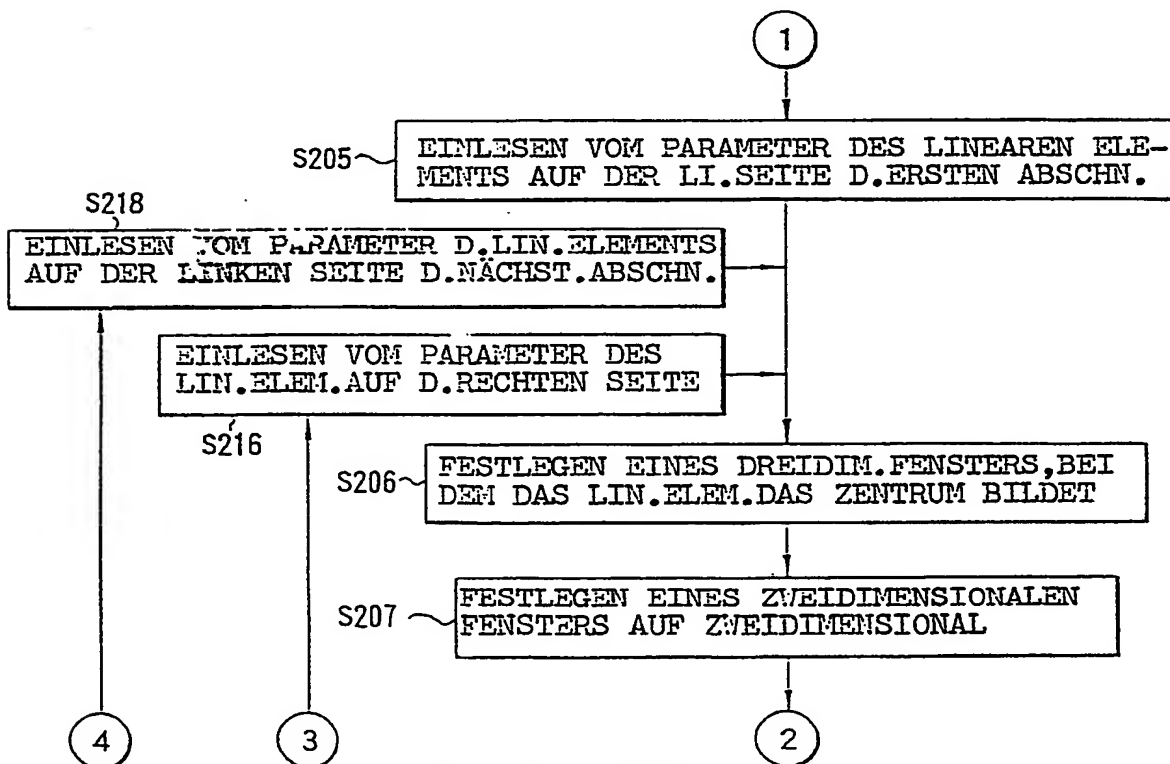 1
S205
EINLESEN VOM PARAMETER DES LINEAREN ELE-
MENTS AUF DER LI.SEITE D.ERSTEN ABSCHN.
S218
EINLESEN VOM PARAMETER D.LIN.ELEMENTS
AUF DER LINKEN SEITE D.NÄCHST.ABSCHN.
EINLESEN VOM PARAMETER DES
LIN.ELEM.AUF D.RECHTEN SEITE
S216
S206
FESTLEGEN EINES DREIDIM.FENSTERS,BEI
DEM DAS LIN.ELEM.DAS ZENTRUM BILDET
S207
FESTLEGEN EINES ZWEIDIMENSIONALEN
FENSTERS AUF ZWEIDIMENSIONAL
4
3
2